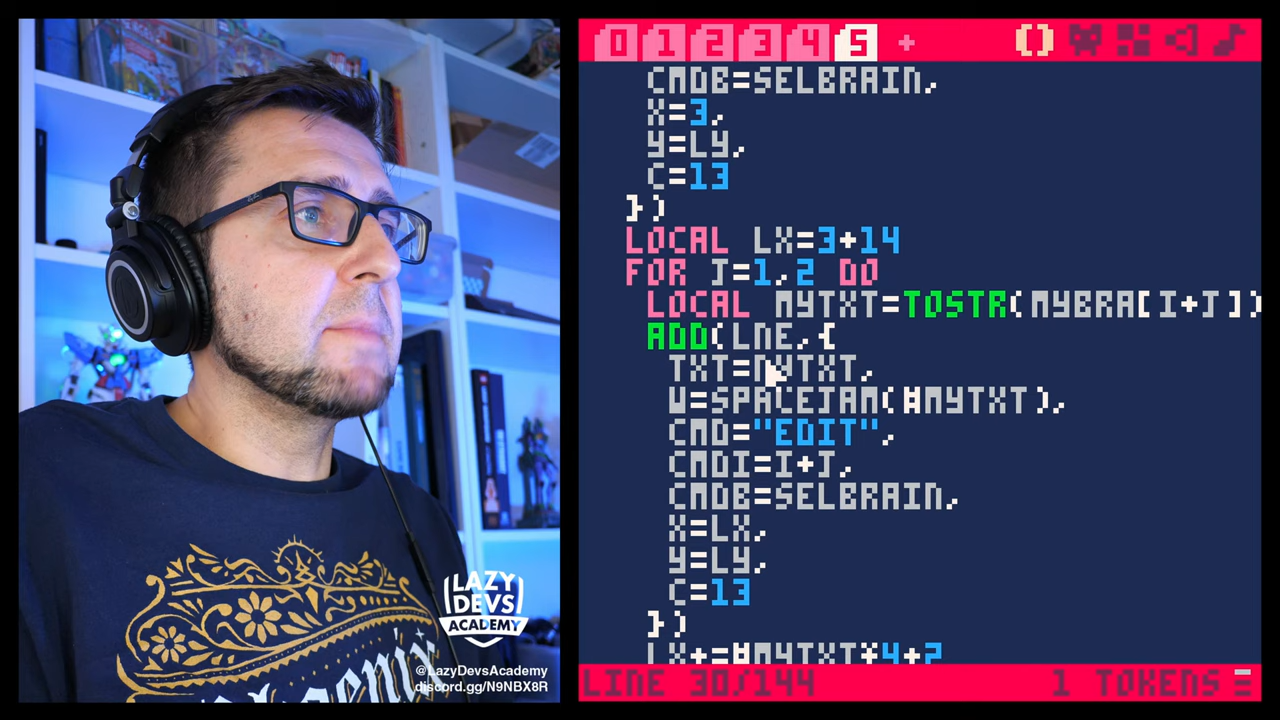 0 1 2 3 4 5 +
CMDB=SELBRAIN,
X=3,
Y=LY,
C=13
})
LOCAL LX=3+14
FOR J=1,2 DO
LOCAL MYTXT=TOSTR(MYBRA[I+J])
ADD(LNE,{
TXT=MYTXT,
W=SPACEJAM(#MYTXT),
CMD="EDIT",
CMDI=I+J,
CMDB=SELBRAIN,
X=LX,
Y=LY,
C=13
})
LX+=#MYTXT*4+2
LINE 30/144 1 TOKENS
LAZY
DEVS
ACADEMY
@LazyDevsAcademy
discord.gg/N9NBX8R